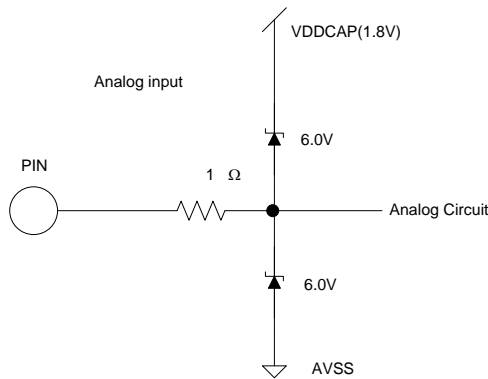 VDDCAP(1.8V)
Analog input
6.0V
PIN
1 Ω
Analog Circuit
6.0V
AVSS